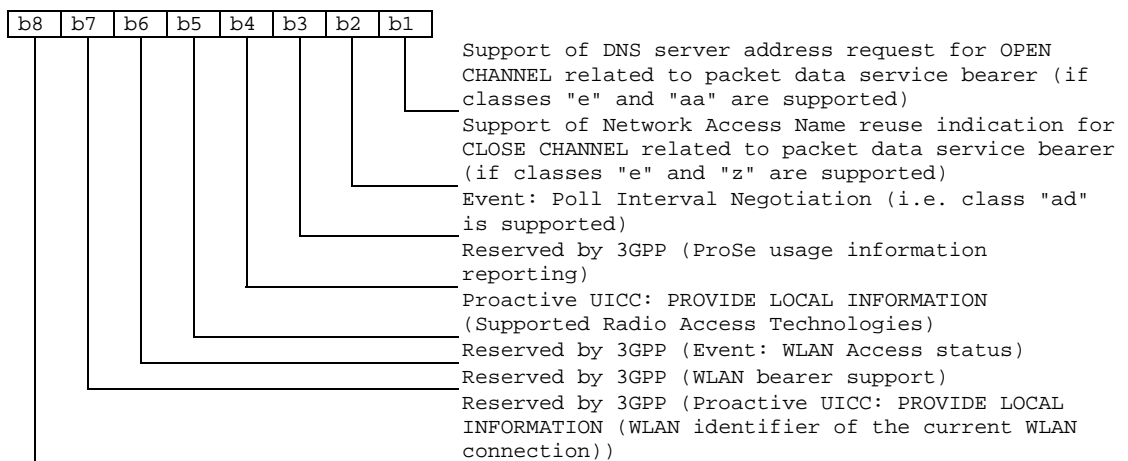 b8 b7 b6 b5 b4 b3 b2 b1
Support of DNS server address request for OPEN
CHANNEL related to packet data service bearer (if
classes "e" and "aa" are supported)
Support of Network Access Name reuse indication for
CLOSE CHANNEL related to packet data service bearer
(if classes "e" and "z" are supported)
Event: Poll Interval Negotiation (i.e. class "ad"
is supported)
Reserved by 3GPP (ProSe usage information
reporting)
Proactive UICC: PROVIDE LOCAL INFORMATION
(Supported Radio Access Technologies)
Reserved by 3GPP (Event: WLAN Access status)
Reserved by 3GPP (WLAN bearer support)
Reserved by 3GPP (Proactive UICC: PROVIDE LOCAL
INFORMATION (WLAN identifier of the current WLAN
connection))